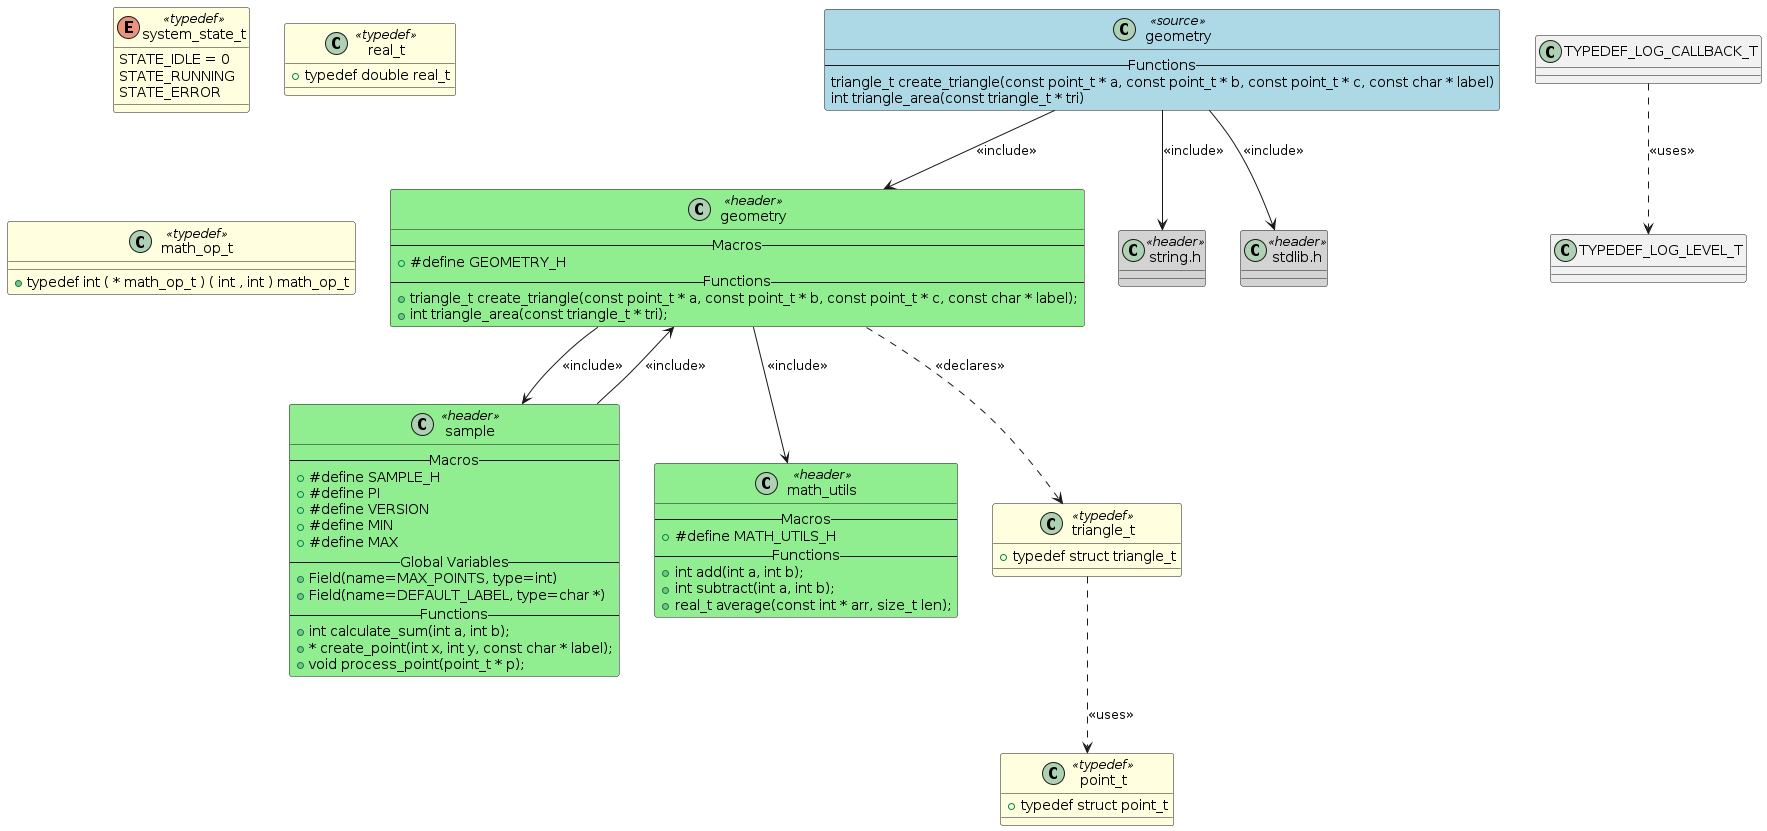 E
«typedef»
system_state_t
STATE_IDLE = 0
STATE_RUNNING
STATE_ERROR
C
«typedef»
real_t
typedef double real_t
C
«source»
geometry
Functions
triangle_t create_triangle(const point_t * a, const point_t * b, const point_t * c, const char * label)
int triangle_area(const triangle_t * tri)
C
TYPEDEF_LOG_CALLBACK_T
«include»
«include»
«include»
«uses»
C
«typedef»
math_op_t
typedef int ( * math_op_t ) ( int , int ) math_op_t
C
«header»
geometry
Macros
#define GEOMETRY_H
Functions
triangle_t create_triangle(const point_t * a, const point_t * b, const point_t * c, const char * label);
int triangle_area(const triangle_t * tri);
C
«header»
string.h
C
«header»
stdlib.h
C
TYPEDEF_LOG_LEVEL_T
«include»
«include»
«include»
«declares»
C
«header»
sample
Macros
#define SAMPLE_H
#define PI
#define VERSION
#define MIN
#define MAX
Global Variables
Field(name=MAX_POINTS, type=int)
Field(name=DEFAULT_LABEL, type=char *)
Functions
int calculate_sum(int a, int b);
* create_point(int x, int y, const char * label);
void process_point(point_t * p);
C
«header»
math_utils
Macros
#define MATH_UTILS_H
Functions
int add(int a, int b);
int subtract(int a, int b);
real_t average(const int * arr, size_t len);
C
«typedef»
triangle_t
typedef struct triangle_t
«uses»
C
«typedef»
point_t
typedef struct point_t